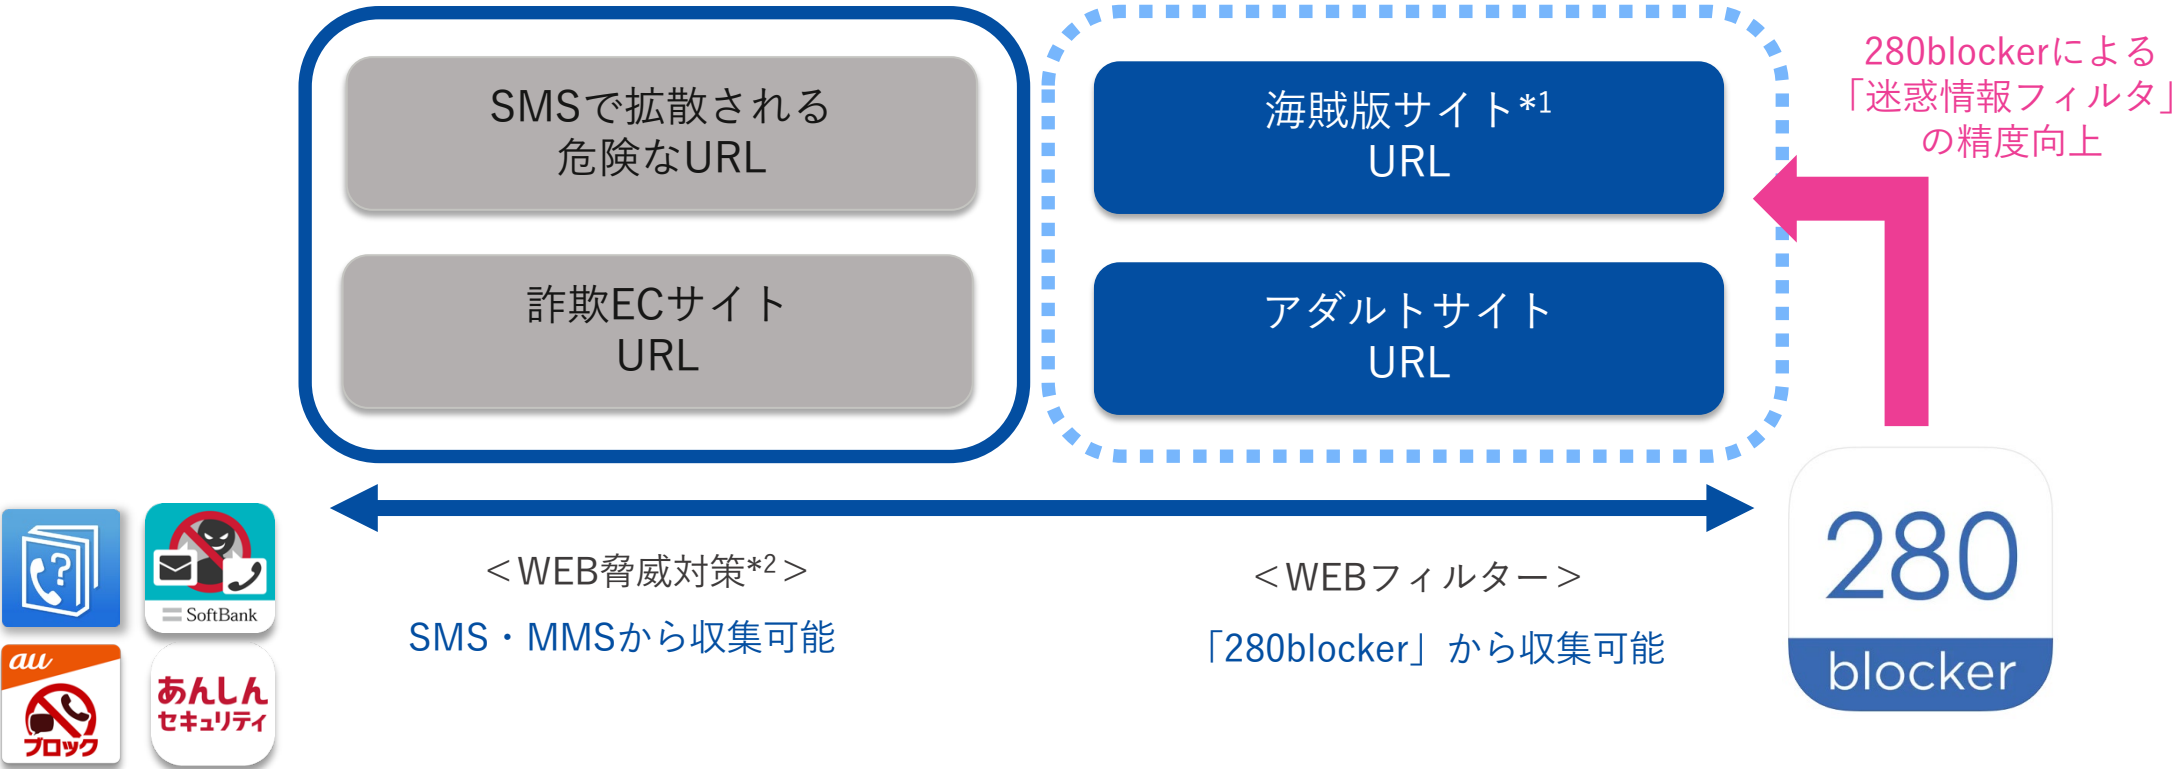 SMSで拡散される
危険なURL
詐欺ECサイト
URL
海賊版サイト*1
URL
アダルトサイト
URL
280blockerによる
「迷惑情報フィルタ」
の精度向上
＜WEB脅威対策*2＞
SMS・MMSから収集可能
＜WEBフィルター＞
「280blocker」から収集可能
SoftBank
au
ブロック
あんしん
セキュリティ
280
blocker